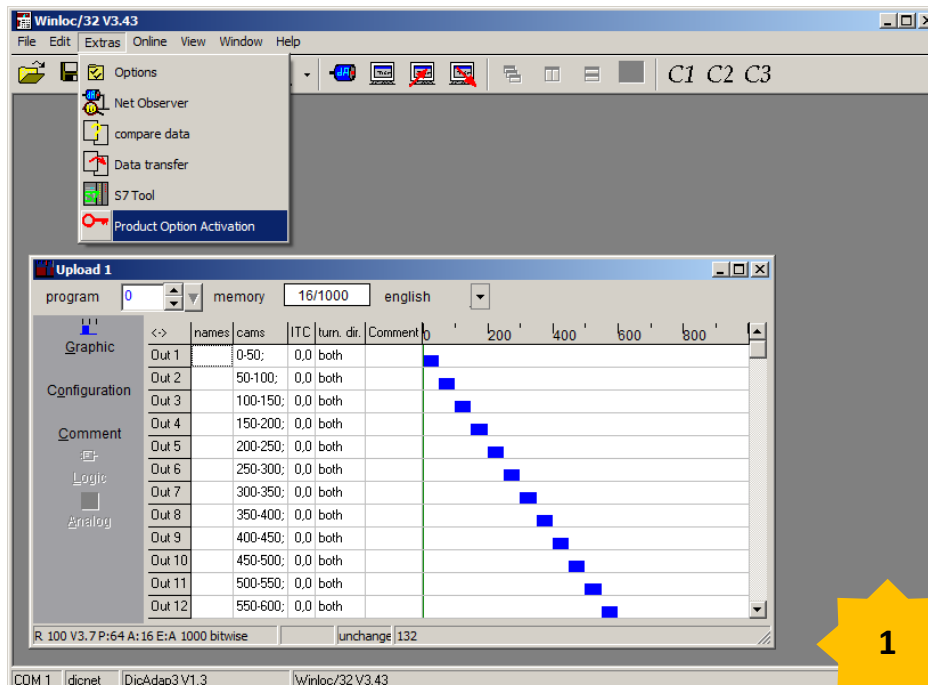 Winloc/32 V3.43
File Edit Extras Online View Window Help
C1 C2 C3
Options
Net Observer
compare data
Data transfer
S7 Tool
Product Option Activation
Upload 1
program 0 memory 16/1000 english
<-> names cams ITC turn. dir. Comment 0 200 400 600 800
Graphic
Configuration
Comment
Logic
Analog
Out 1 0-50; 0,0 both
Out 2 50-100; 0,0 both
Out 3 100-150; 0,0 both
Out 4 150-200; 0,0 both
Out 5 200-250; 0,0 both
Out 6 250-300; 0,0 both
Out 7 300-350; 0,0 both
Out 8 350-400; 0,0 both
Out 9 400-450; 0,0 both
Out 10 450-500; 0,0 both
Out 11 500-550; 0,0 both
Out 12 550-600; 0,0 both
R 100 V3.7 P:64 A:16 E:A 1000 bitwise unchange 132
1
COM 1 dicnet DicAdap3 V1.3 Winloc/32 V3.43